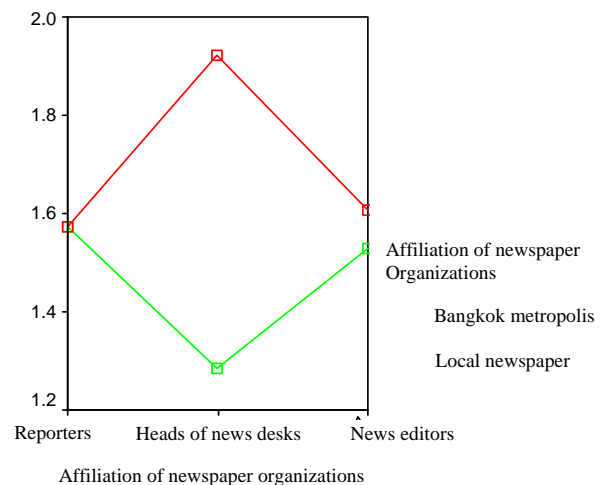 2.0
1.8
1.6
1.4
1.2
Reporters Heads of news desks News editors
Affiliation of newspaper organizations
Affiliation of newspaper
Organizations
Bangkok metropolis
Local newspaper